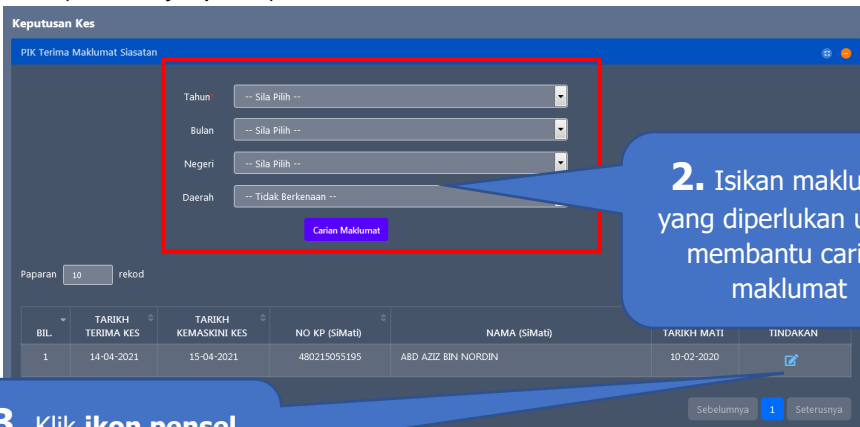 Keputusan Kes
PIK Terima Maklumat Siasatan
Tahun* -- Sila Pilih --
Bulan -- Sila Pilih --
Negeri -- Sila Pilih --
Daerah -- Tidak Berkenaan --
Carian Maklumat
2. Isikan
yang diperlukan
membantu
maklumat
Paparan 10 rekod
BIL. TARIKH TERIMA KES TARIKH KEMASKINI KES NO KP (SiMati) NAMA (SiMati) TARIKH MATI TINDAKAN
1 14-04-2021 15-04-2021 480215055195 ABD AZIZ BIN NORDIN 10-02-2020
Sebelumnya 1 Seterusnya
3. Klik ikon pensel